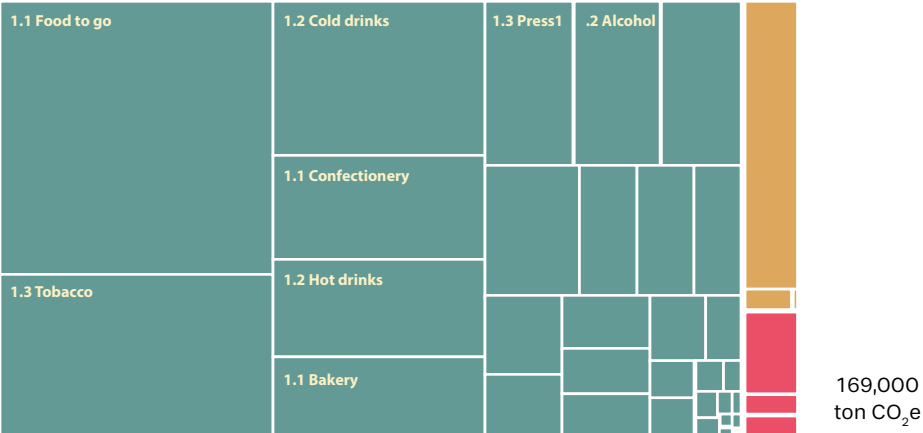 1.1 Food to go
1.2 Cold drinks
1.3 Press1
.2 Alcohol
1.1 Confectionery
1.2 Hot drinks
1.3 Tobacco
1.1 Bakery
169,000
ton CO₂e